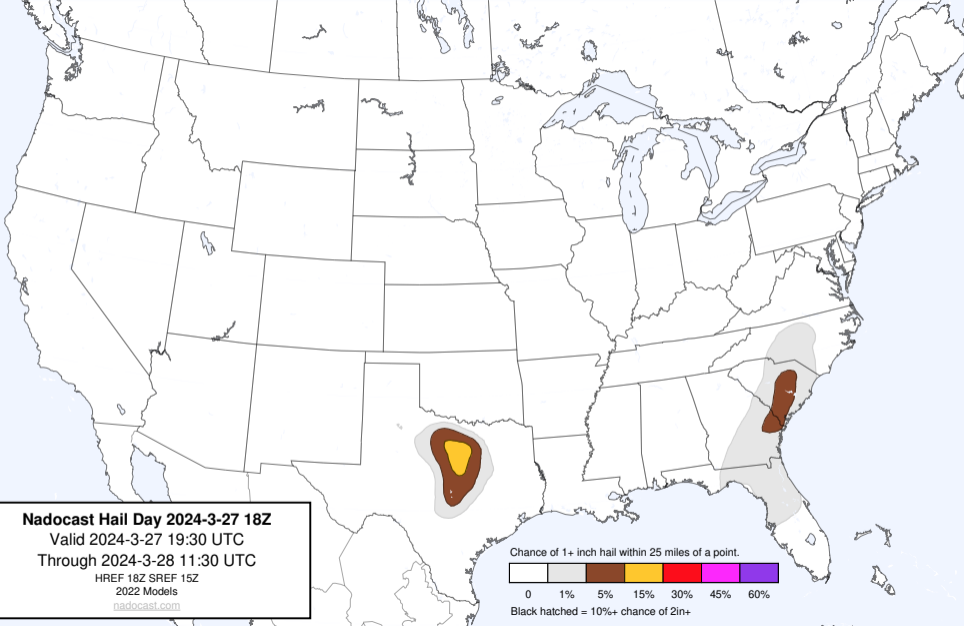 Nadocast Hail Day 2024-3-27 18Z
Valid 2024-3-27 19:30 UTC
Through 2024-3-28 11:30 UTC
HREF 18Z SREF 15Z
2022 Models
nadocast.com
Chance of 1+ inch hail within 25 miles of a point.
0 1% 5% 15% 30% 45% 60%
Black hatched = 10%+ chance of 2in+